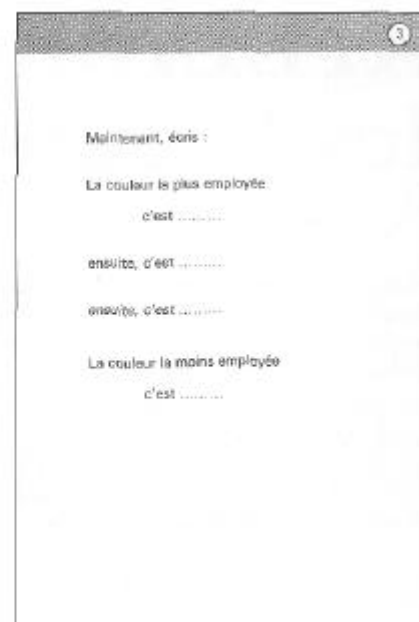 3
Maintenant, écris :
La couleur la plus employée
c'est .........
ensuite, c'est .........
ensuite, c'est .........
La couleur la moins employée
c'est .........